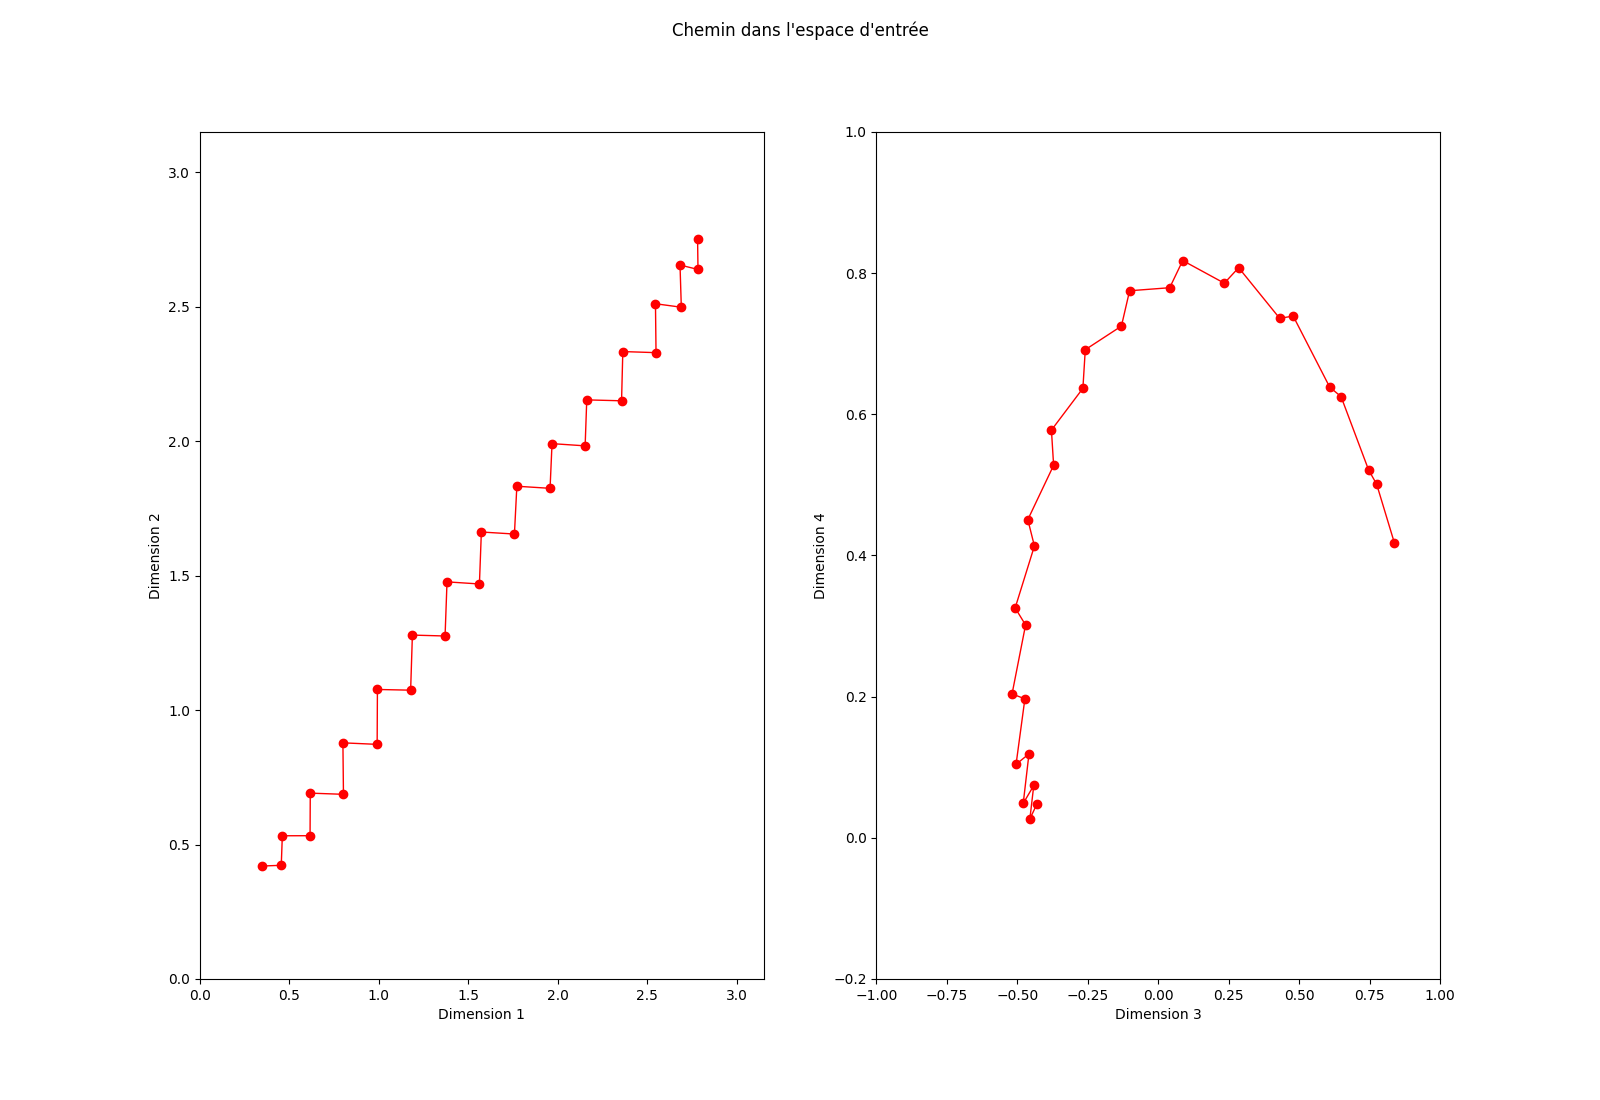 Chemin dans l'espace d'entrée
3.0
2.5
2.0
1.5
1.0
0.5
0.0
Dimension 2
0.0 0.5 1.0 1.5 2.0 2.5 3.0
Dimension 1
1.0
0.8
0.6
0.4
0.2
0.0
−0.2
Dimension 4
−1.00 −0.75 −0.50 −0.25 0.00 0.25 0.50 0.75 1.00
Dimension 3